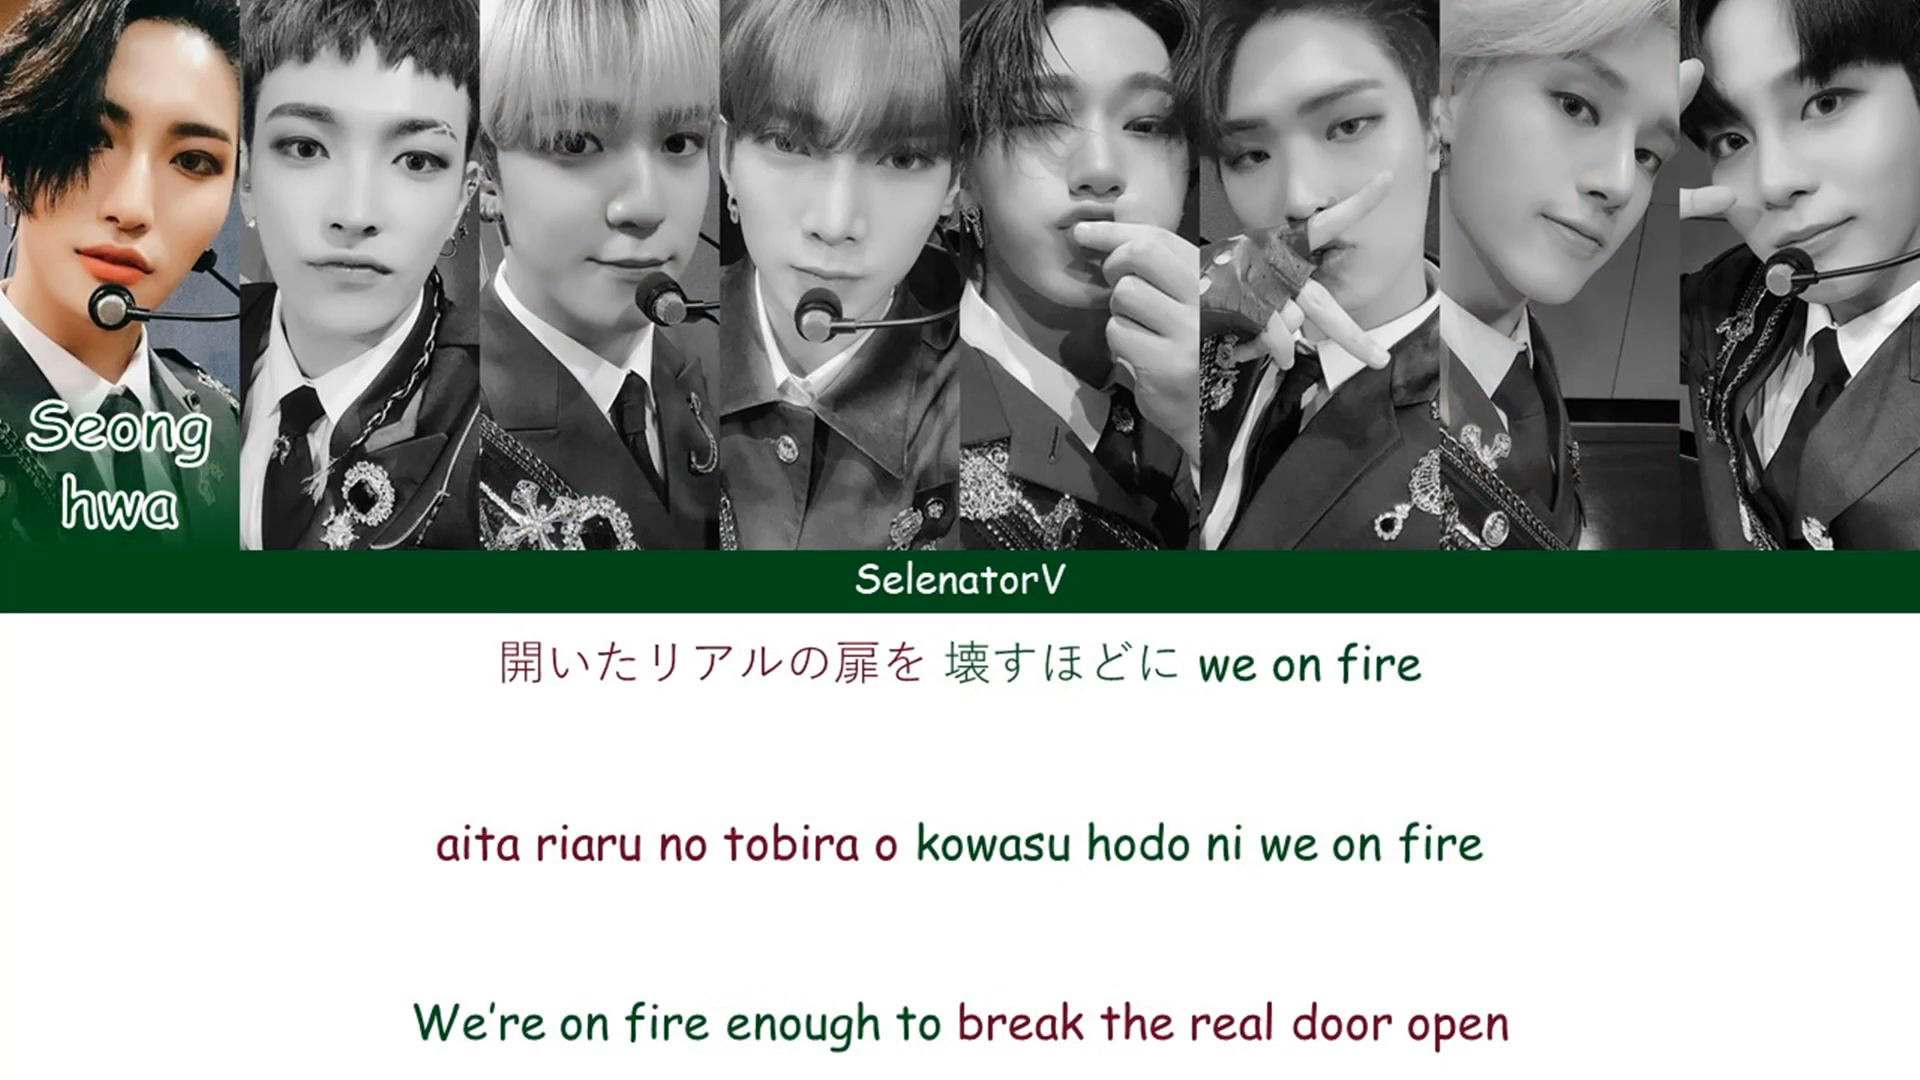 Seong
hwa
SelenatorV
開いたリアルの扉を 壊すほどに we on fire
aita riaru no tobira o kowasu hodo ni we on fire
We're on fire enough to break the real door open